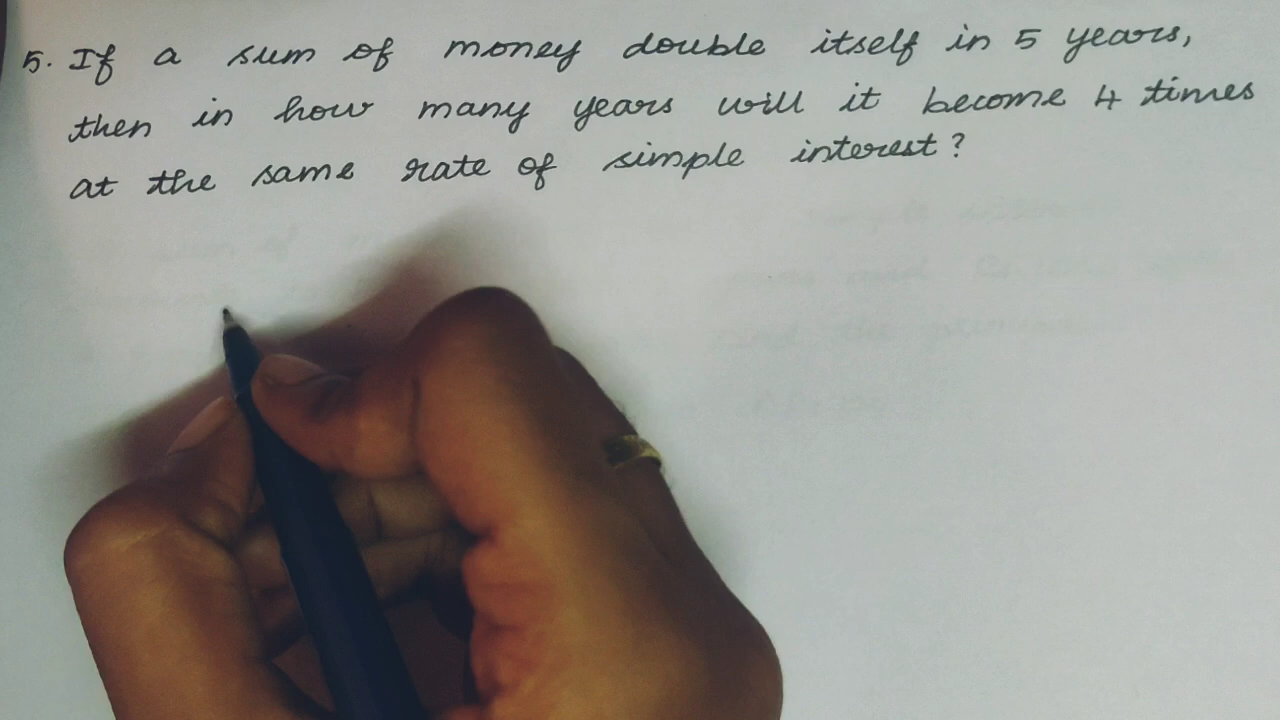 5. If a sum of money double itself in 5 years,
then in how many years will it become 4 times
at the same rate of simple interest?